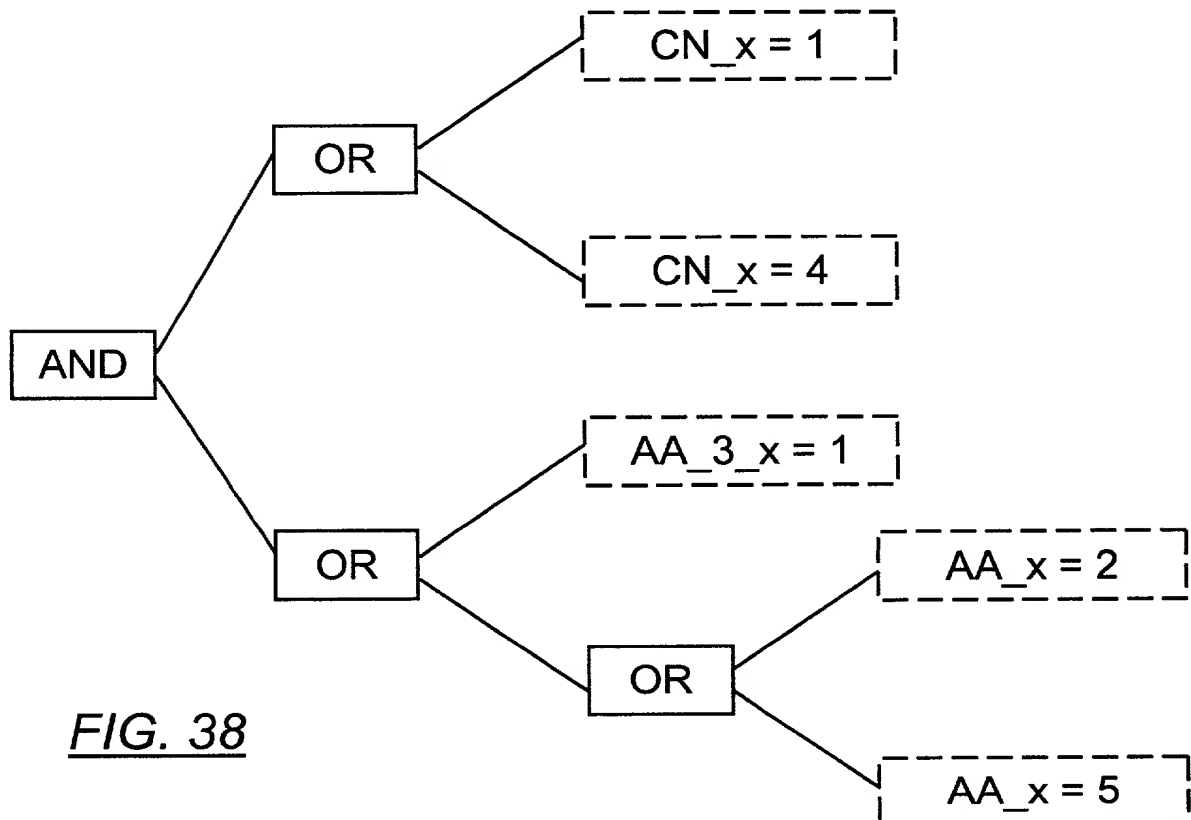 CN_x = 1
OR
CN_x = 4
AND
AA_3_x = 1
OR
AA_x = 2
OR
AA_x = 5
FIG. 38